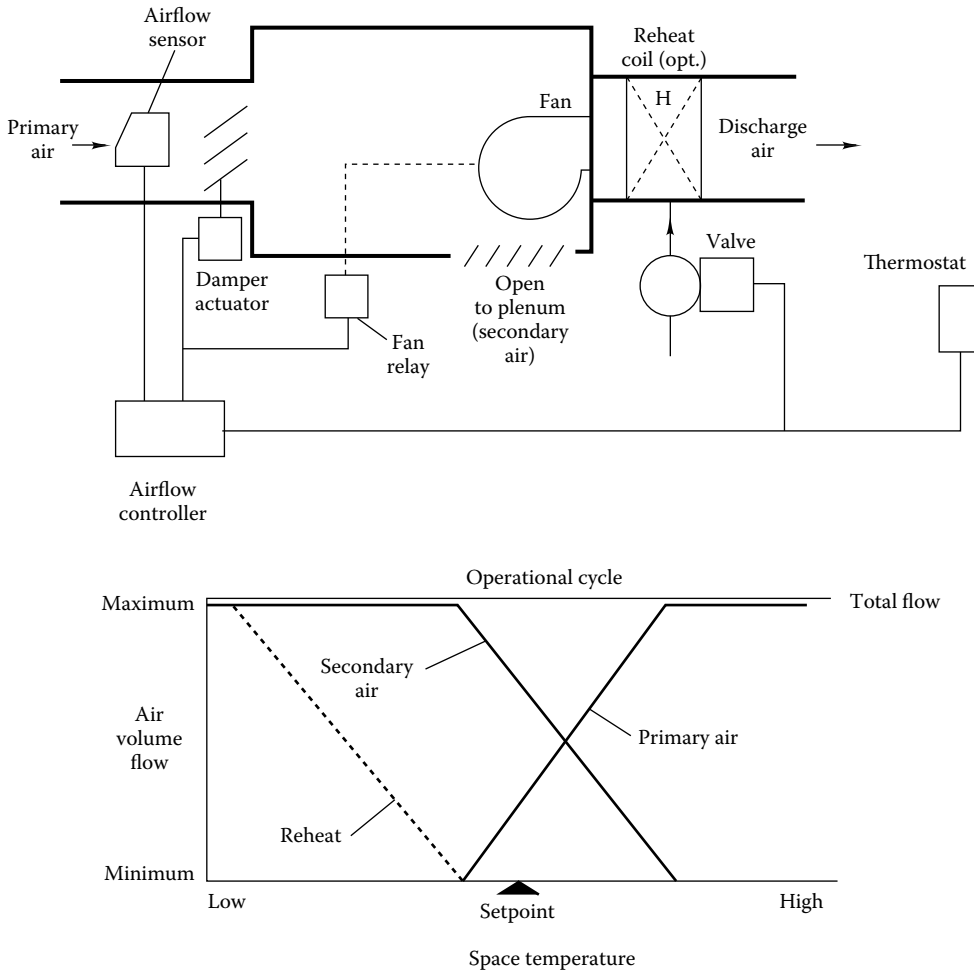 Airflow
sensor
Primary
air
Fan
Reheat
coil (opt.)
H
Discharge
air
Damper
actuator
Fan
relay
Open
to plenum
(secondary
air)
Valve
Thermostat
Airflow
controller
Operational cycle
Maximum
Total flow
Secondary
air
Air
volume
flow
Primary air
Reheat
Minimum
Low
Setpoint
High
Space temperature